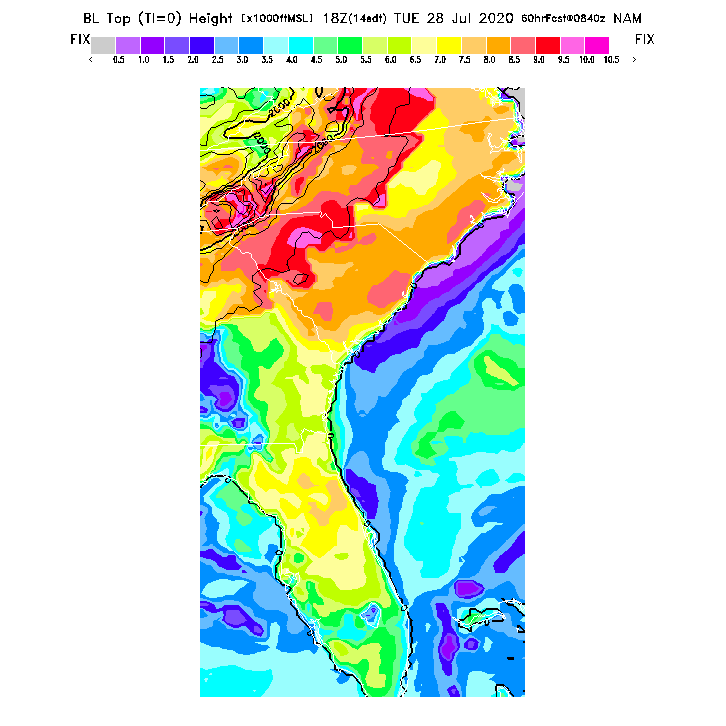 BL Top (TI=0) Height [x1000ftMSL] 18Z(14edt) TUE 28 Jul 2020 60hrFcst@0840z NAM
FIX FIX
< 0.5 1.0 1.5 2.0 2.5 3.0 3.5 4.0 4.5 5.0 5.5 6.0 6.5 7.0 7.5 8.0 8.5 9.0 9.5 10.0 10.5 >
2000
2000